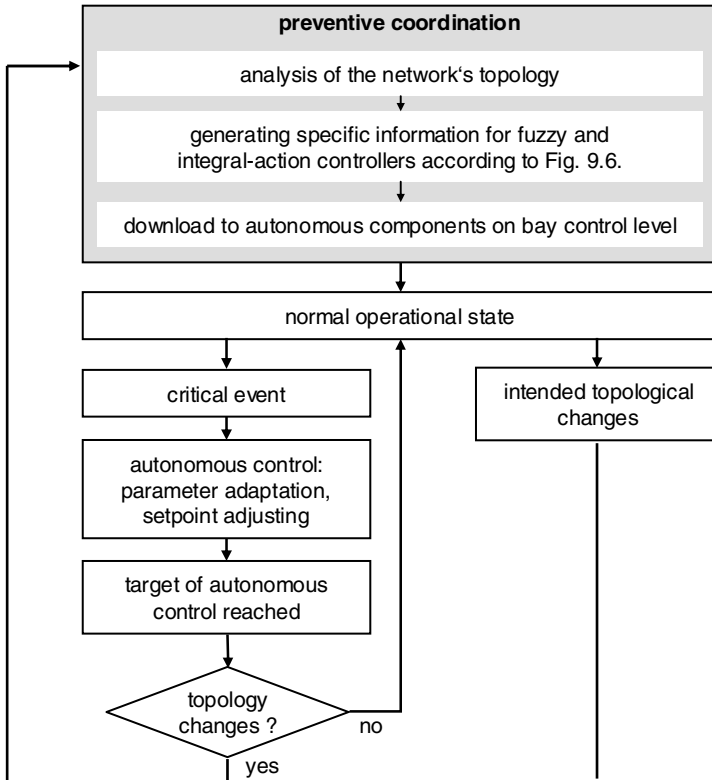 preventive coordination
analysis of the network‘s topology
generating specific information for fuzzy and
integral-action controllers according to Fig. 9.6.
download to autonomous components on bay control level
normal operational state
critical event
intended topological
changes
autonomous control:
parameter adaptation,
setpoint adjusting
target of autonomous
control reached
topology
changes ?
no
yes